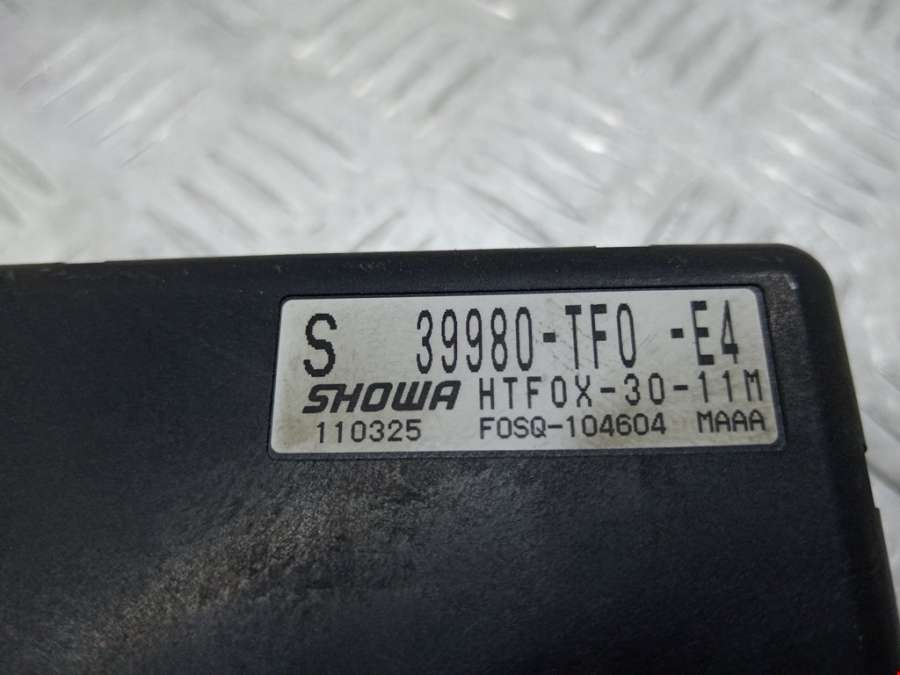 S 39980-TF0 -E4
SHOWA HTF0X-30-11M
110325 F0SQ-104604 MAAA